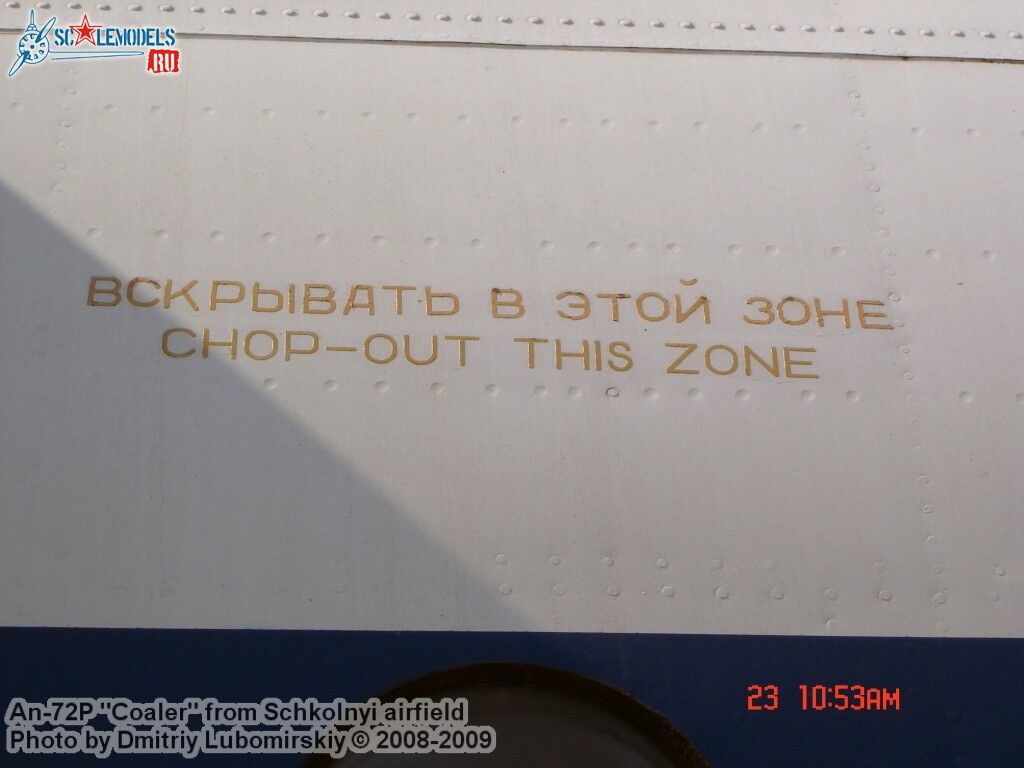 SCALEMODELS
RU
ВСКРЫВАТЬ В ЭТОЙ ЗОНЕ
CHOP-OUT THIS ZONE
23 10:53AM
An-72P "Coaler" from Schkolnyi airfield
Photo by Dmitriy Lubomirskiy © 2008-2009